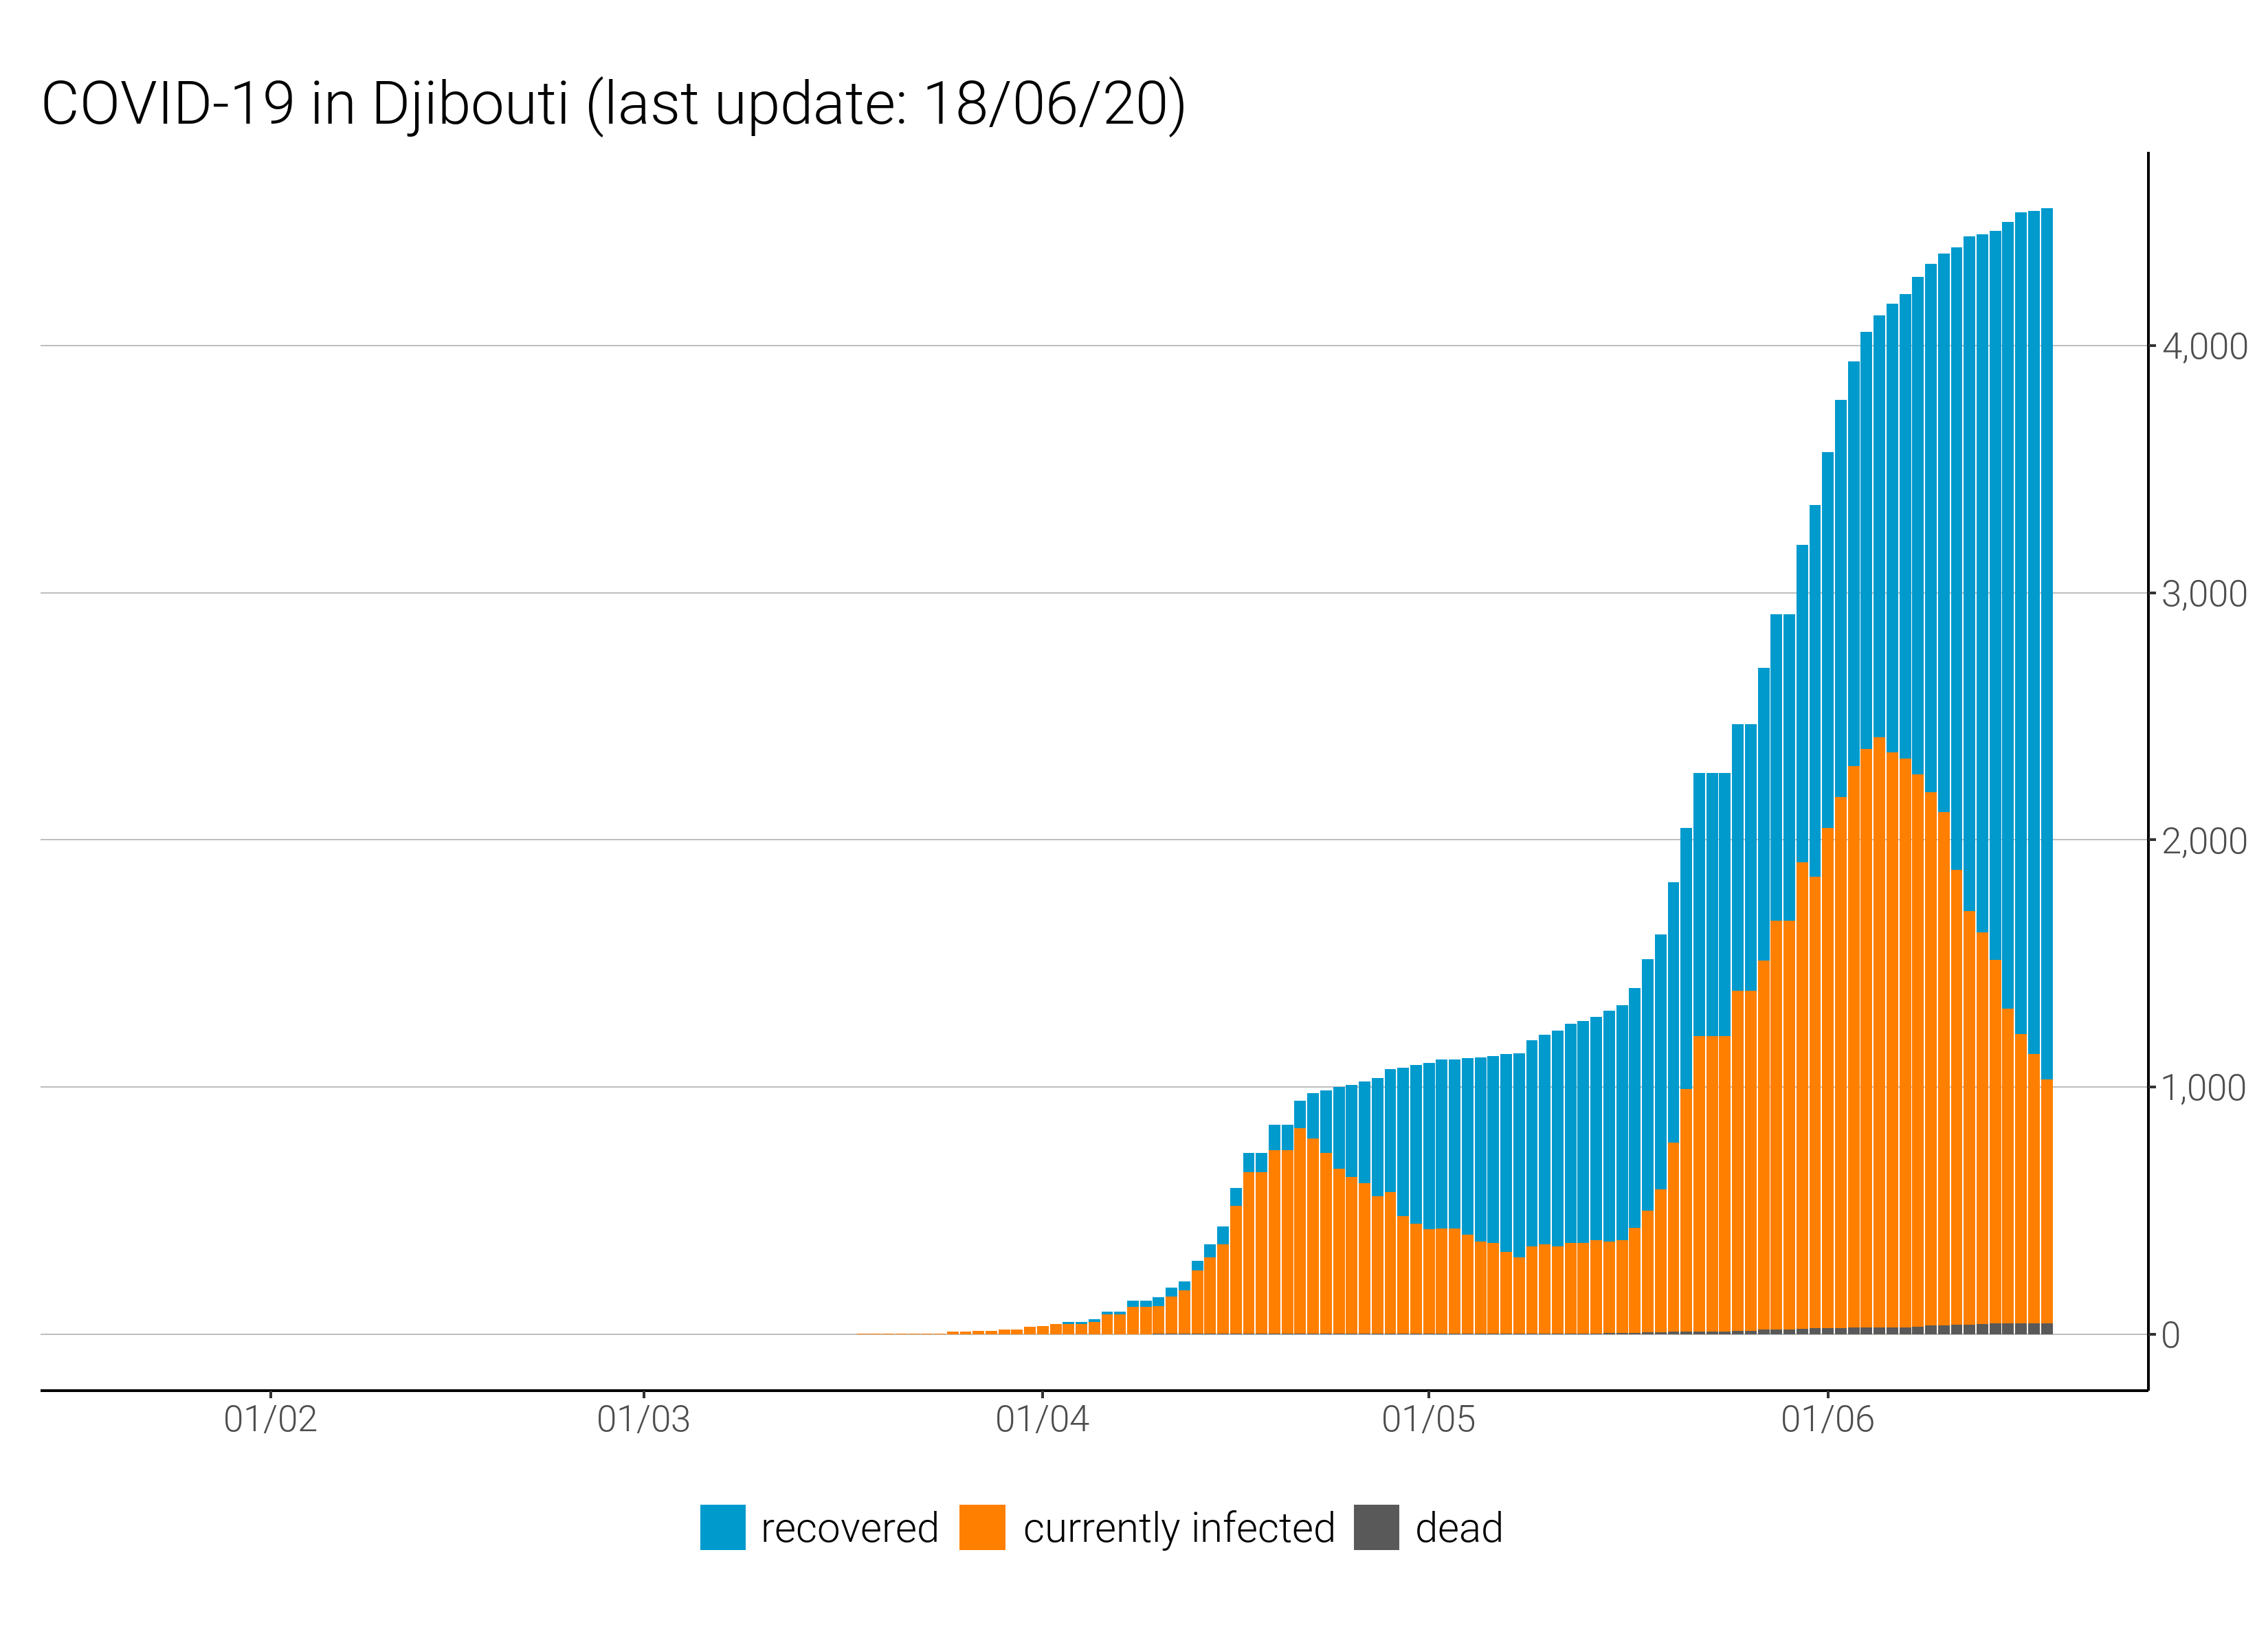 COVID-19 in Djibouti (last update: 18/06/20)
4,000
3,000
2,000
1,000
0
01/02 01/03 01/04 01/05 01/06
recovered currently infected dead